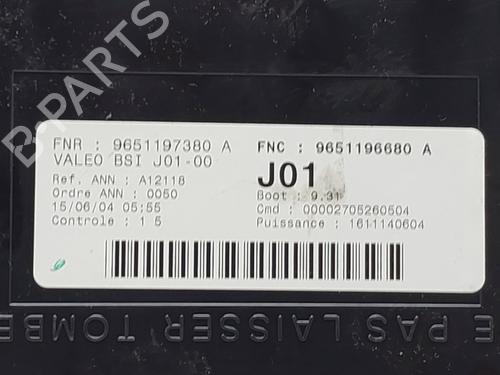 B-PARTS
FNR : 9651197380 A
FNC : 9651196680 A
VALEO BSI J01-00
J01
Ref. ANN : A12118
Boot : 9.31
Ordre ANN : 0050
Cmd : 00002705260504
15/06/04 05:55
Puissance : 1611140604
Controle : 1 5
E PAS LAISSER TOMBE